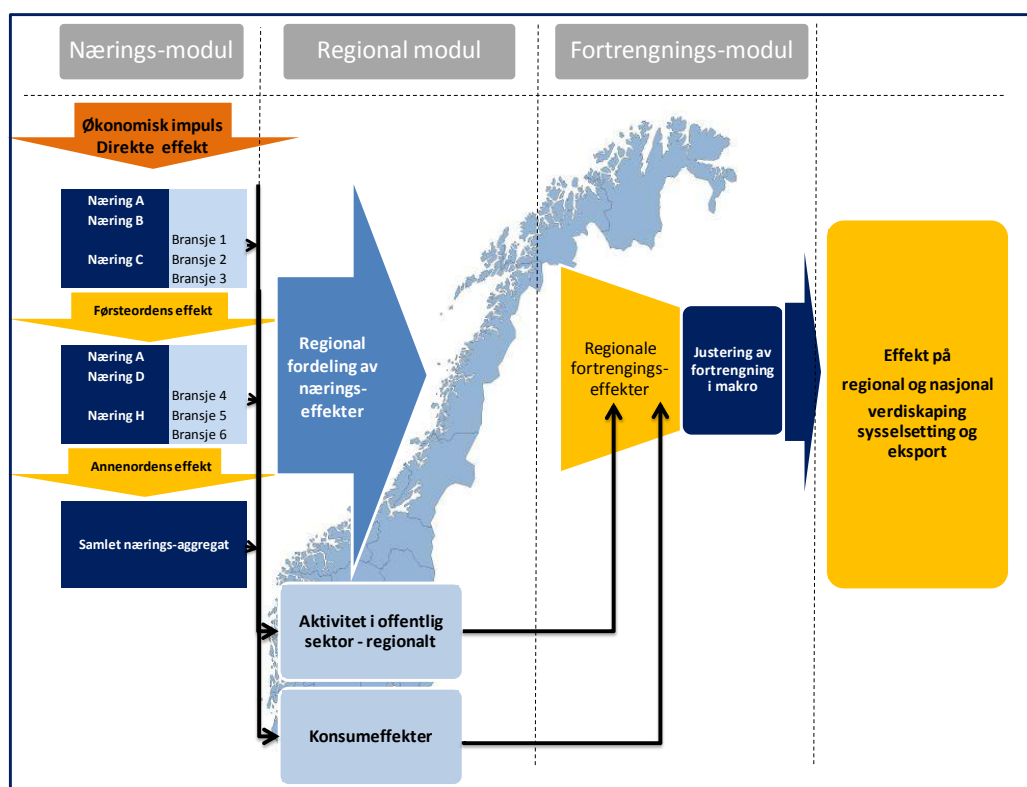 Nærings-modul
Regional modul
Fortrengnings-modul
Økonomisk impuls
Direkte effekt
Næring A
Næring B
Bransje 1
Næring C
Bransje 2
Bransje 3
Førsteordens effekt
Næring A
Næring D
Bransje 4
Næring H
Bransje 5
Bransje 6
Annenordens effekt
Samlet nærings-aggregat
Regional
fordeling av
nærings-
effekter
Aktivitet i offentlig
sektor - regionalt
Konsumeffekter
Regionale
fortrengings-
effekter
Justering av
fortrengning
i makro
Effekt på
regional og nasjonal
verdiskaping
sysselsetting og
eksport